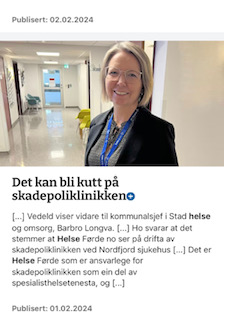 Publisert: 02.02.2024
Det kan bli kutt på
skadepoliklinikken
[...] Vedeld viser vidare til kommunalsjef i Stad helse
og omsorg, Barbro Longva. [...] Ho svarar at det
stemmer at Helse Førde no ser på drifta av
skadepoliklinikken ved Nordfjord sjukehus [...] Det er
Helse Førde som er ansvarlege for
skadepoliklinikken som ein del av
spesialisthelsetenesta, og [...]
Publisert: 01.02.2024